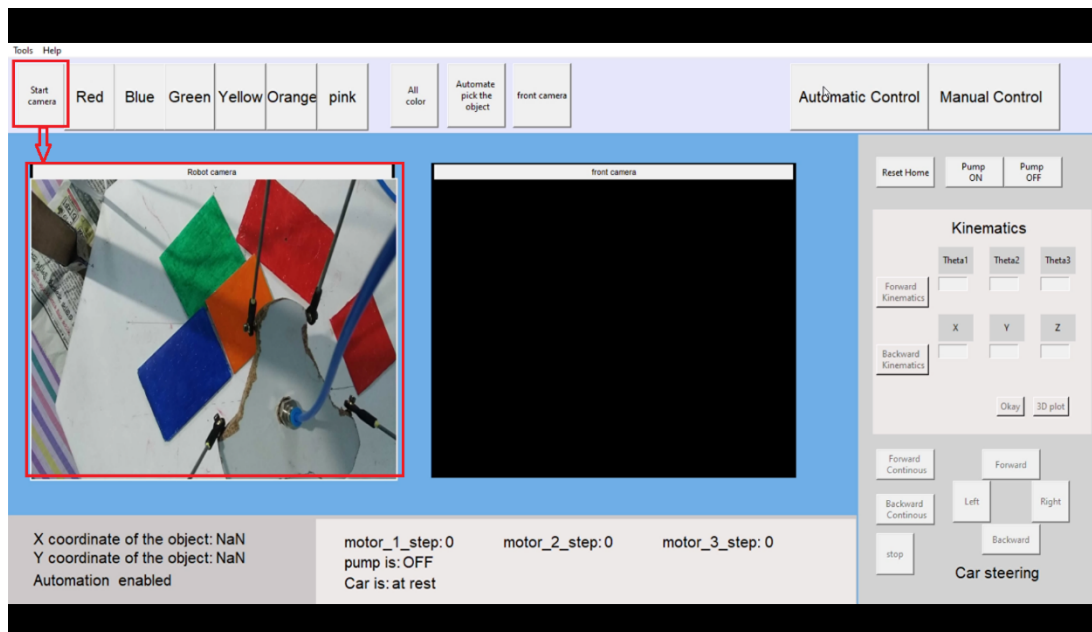 Tools Help
Start
camera
Red
Blue
Green
Yellow
Orange
pink
All
color
Automate
pick the
object
front camera
Automatic Control
Manual Control
Robot camera
front camera
Reset Home
Pump
ON
Pump
OFF
Kinematics
Theta1
Theta2
Theta3
Forward
Kinematics
X
Y
Z
Backward
Kinematics
Okay
3D plot
Forward
Continous
Forward
Backward
Continous
Left
Right
stop
Backward
Car steering
X coordinate of the object: NaN
Y coordinate of the object: NaN
Automation enabled
motor_1_step: 0
motor_2_step: 0
motor_3_step: 0
pump is: OFF
Car is: at rest